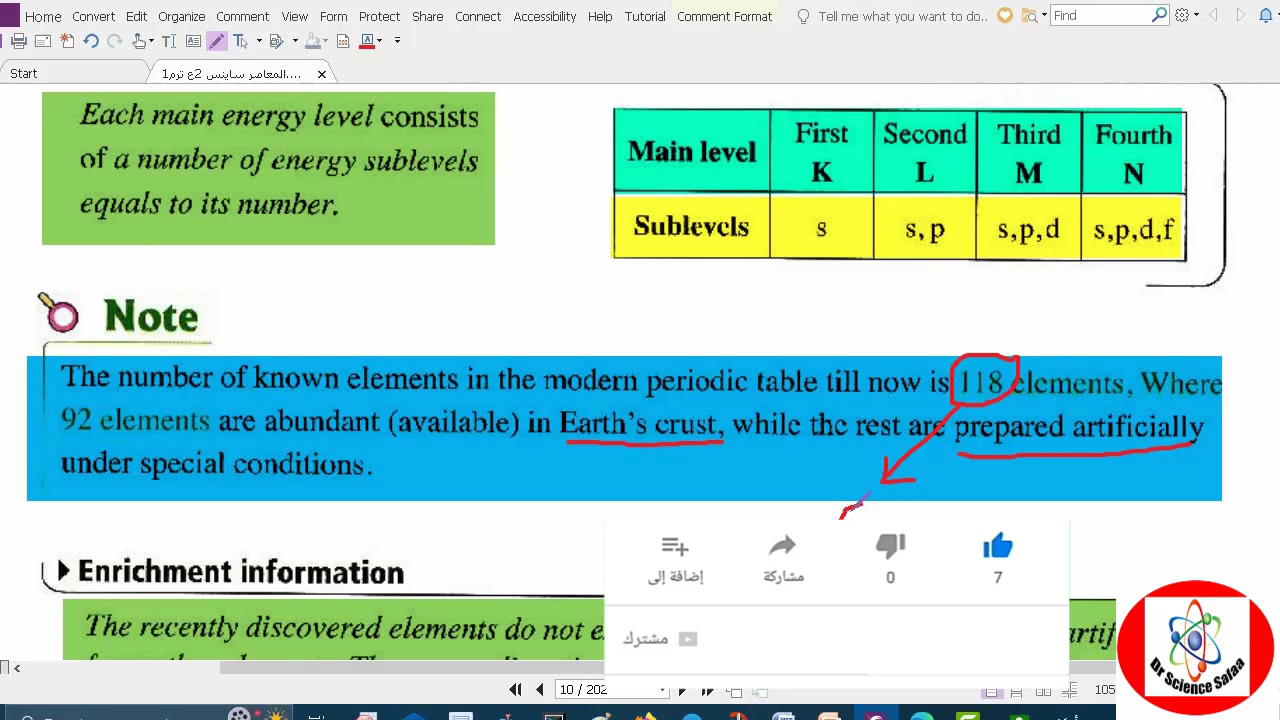 Home Convert Edit Organize Comment View Form Protect Share Connect Accessibility Help Tutorial Comment Format Tell me what you want to do.. Find
Start
المعاصر ساينس 2ع ترم1....
Each main energy level consists
of a number of energy sublevels
equals to its number.
Main level First K Second L Third M Fourth N
Sublevels s s, p s,p,d s,p,d,f
Note
The number of known elements in the modern periodic table till now is 118 elements, Where
92 elements are abundant (available) in Earth's crust, while the rest are prepared artificially
under special conditions.
Enrichment information
The recently discovered elements do not
إضافة إلى مشاركة 0 7
مشترك
Dr Science Safaa
10 / 202
105